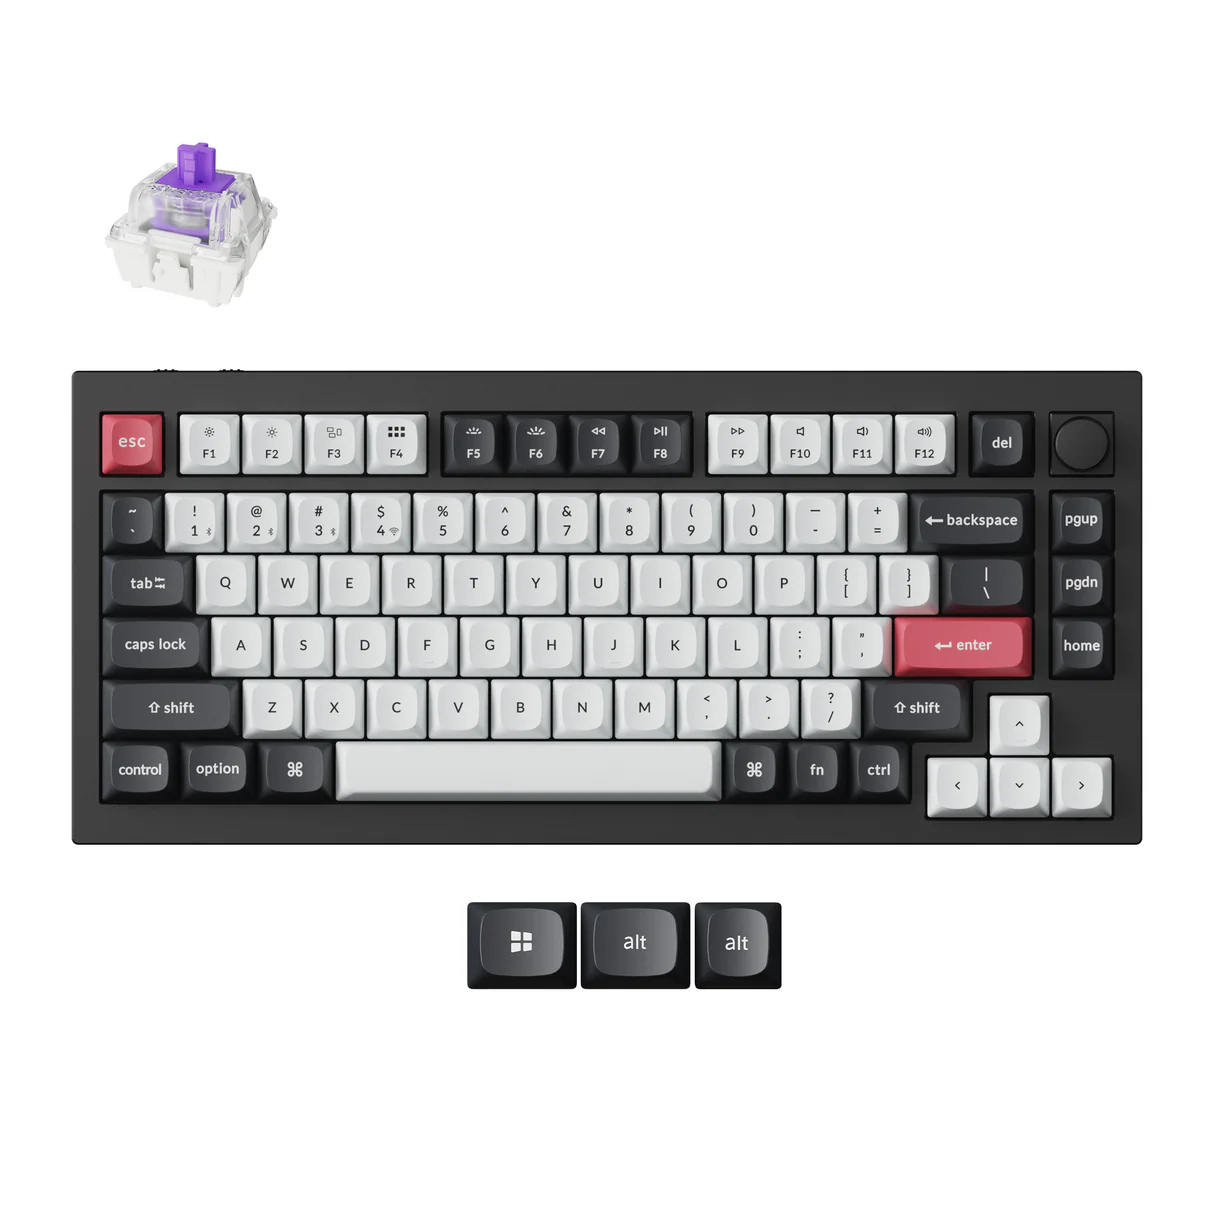 esc F1 F2 F3 F4 F5 F6 F7 F8 F9 F10 F11 F12 del
~ ! @ # $ % ^ & * ( ) — +
` 1 2 3 4 5 6 7 8 9 0 - = backspace pgup
tab Q W E R T Y U I O P { } |
[ ] \ pgdn
caps lock A S D F G H J K L : " enter home
; '
shift Z X C V B N M < > ? shift ^
, . /
control option ⌘ ⌘ fn ctrl < v >
alt alt